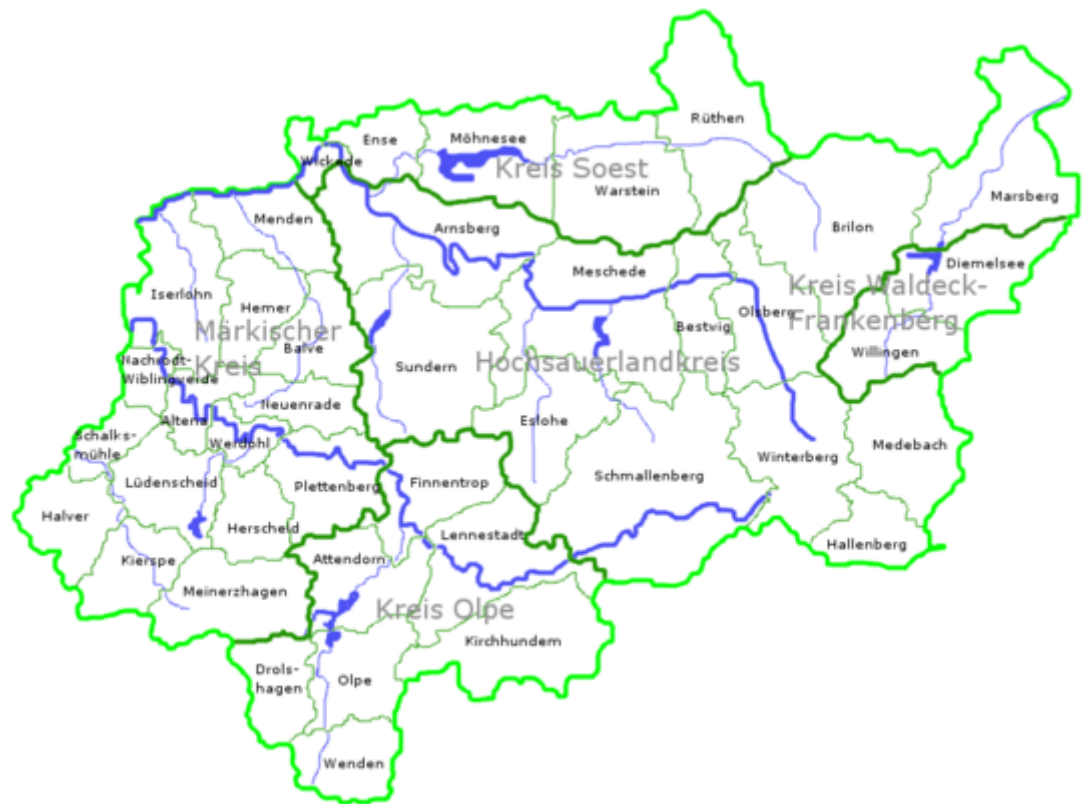 Rüthen
Ense
Möhnesee
Wickede
Kreis Soest
Warstein
Marsberg
Menden
Arnsberg
Brilon
Diemelsee
Meschede
Iserlohn
Hemer
Kreis Waldeck-
Frankenberg
Olsberg
Bestvig
Märkischer
Kreis
Balve
Willingen
Nachrodt-
Wiblingverde
Sundern
Hochsauerlandkreis
Neuenrade
Altena
Eslohe
Schalks-
mühle
Werdohl
Medebach
Winterberg
Lüdenscheid
Plettenberg
Finnentrop
Schmallenberg
Halver
Herscheid
Lennestadt
Hallenberg
Kierspe
Attendorn
Meinerzhagen
Kreis Olpe
Kirchhundem
Drols-
hagen
Olpe
Wenden